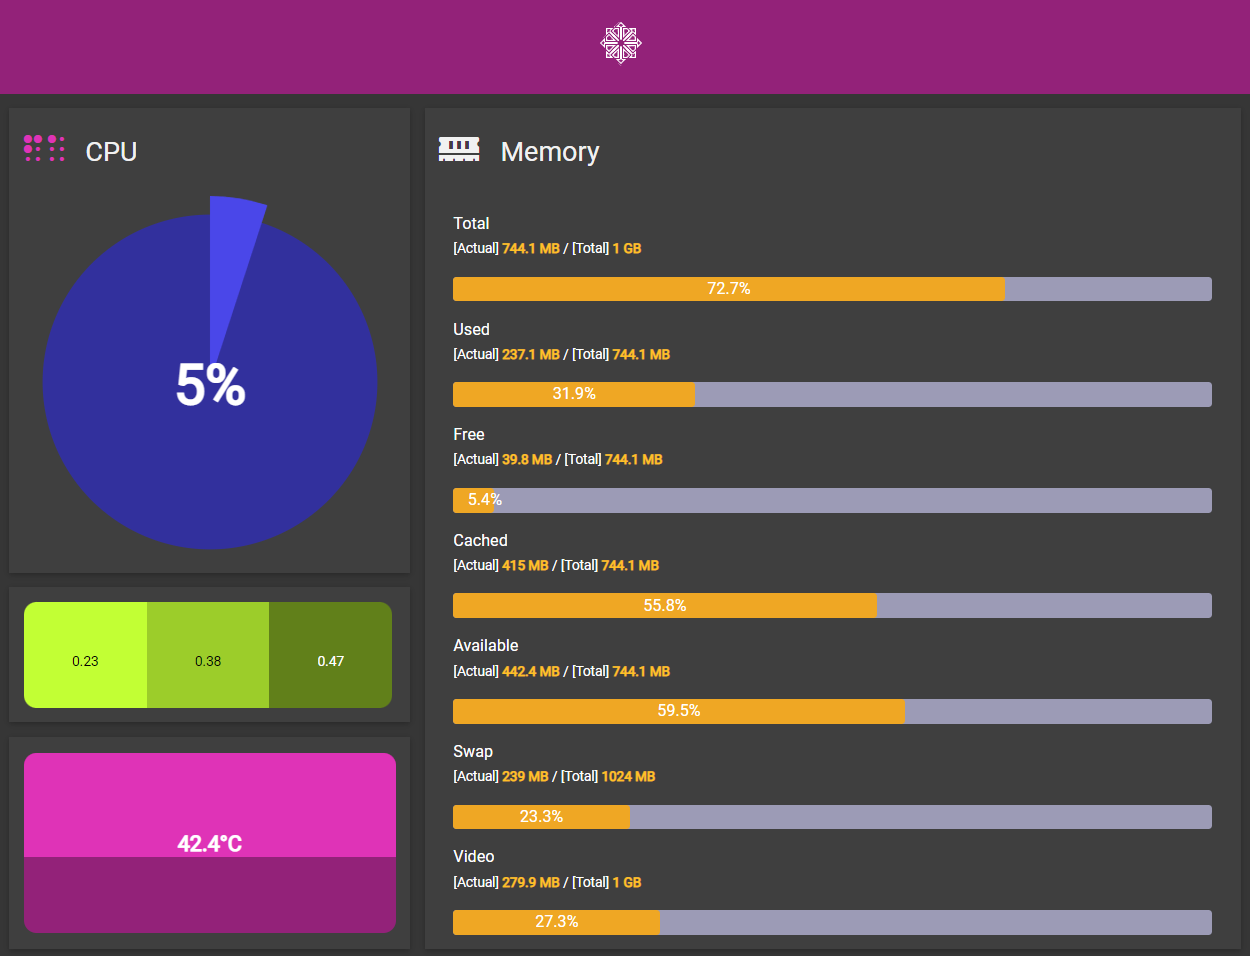 CPU
5%
0.23 0.38 0.47
42.4°C
Memory
Total
[Actual] 744.1 MB / [Total] 1 GB
72.7%
Used
[Actual] 237.1 MB / [Total] 744.1 MB
31.9%
Free
[Actual] 39.8 MB / [Total] 744.1 MB
5.4%
Cached
[Actual] 415 MB / [Total] 744.1 MB
55.8%
Available
[Actual] 442.4 MB / [Total] 744.1 MB
59.5%
Swap
[Actual] 239 MB / [Total] 1024 MB
23.3%
Video
[Actual] 279.9 MB / [Total] 1 GB
27.3%